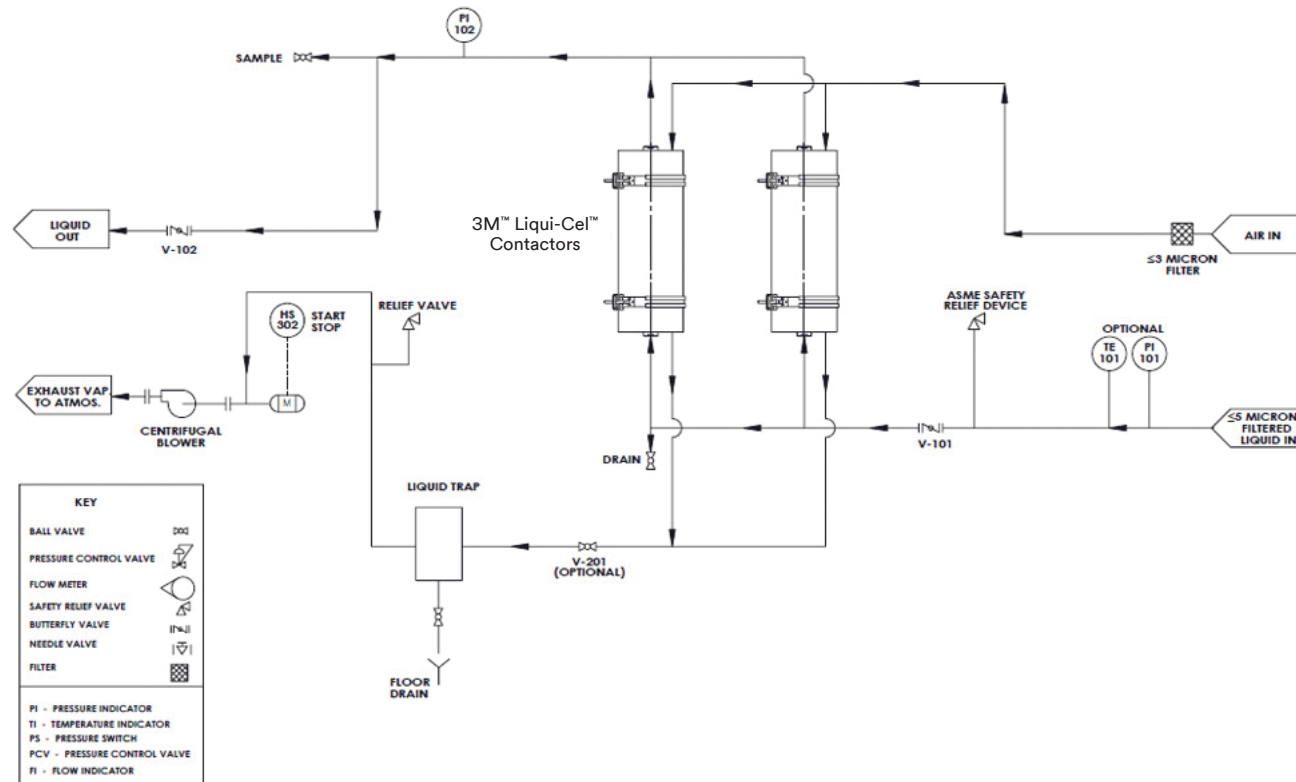 PI
102
SAMPLE
3M™ Liqui-Cel™
Contactors
LIQUID
OUT
V-102
AIR IN
≤3 MICRON
FILTER
RELIEF VALVE
HS
302
START
STOP
ASME SAFETY
RELIEF DEVICE
OPTIONAL
TE
101
PI
101
EXHAUST VAP.
TO ATMOS.
M
CENTRIFUGAL
BLOWER
≤5 MICRON
FILTERED
LIQUID IN
V-101
DRAIN
LIQUID TRAP
V-201
(OPTIONAL)
FLOOR
DRAIN
KEY
BALL VALVE
PRESSURE CONTROL VALVE
FLOW METER
SAFETY RELIEF VALVE
BUTTERFLY VALVE
NEEDLE VALVE
FILTER
PI - PRESSURE INDICATOR
TI - TEMPERATURE INDICATOR
PS - PRESSURE SWITCH
PCV - PRESSURE CONTROL VALVE
FI - FLOW INDICATOR